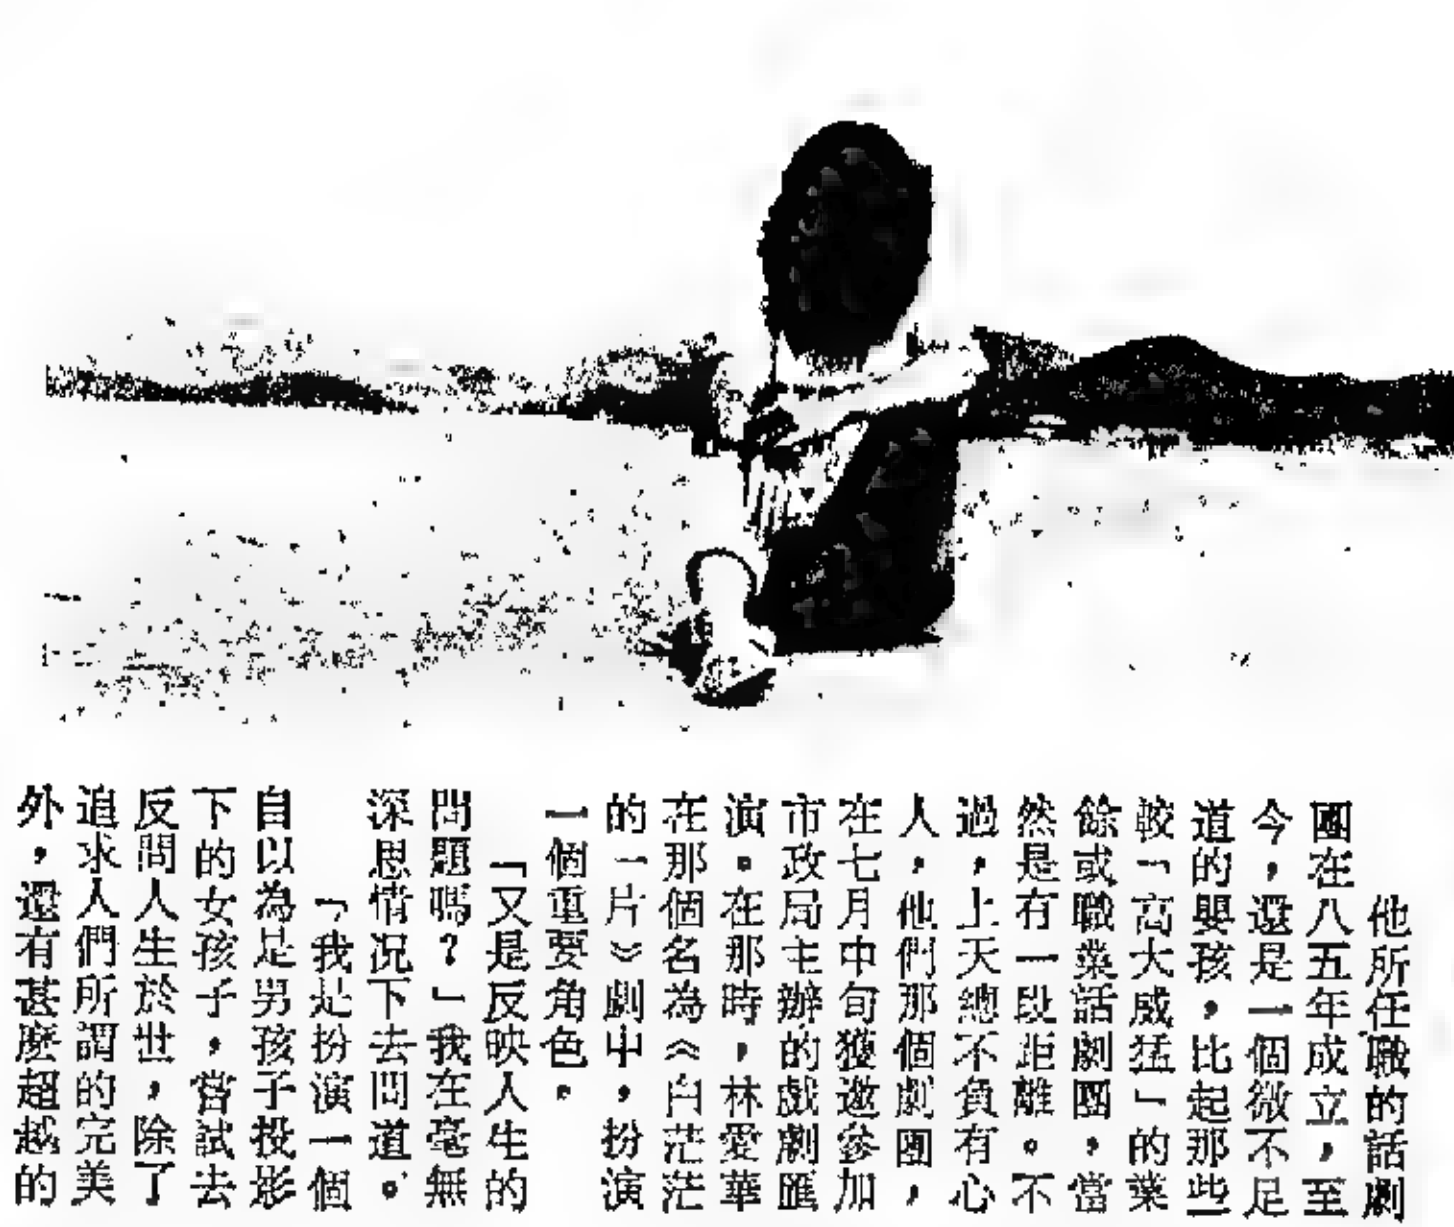 他所任職的話劇
團在八五年成立，至
今，還是一個微不足
道的嬰孩，比起那些
較「高大威猛」的業
餘或職業話劇團，當
然是有一段距離。不
過，上天總不負有心
人，他們那個劇團，
在七月中旬獲邀參加
市政局主辦的戲劇匯
演。在那時，林愛華
在那個名為《白茫茫
的一片》劇中，扮演
一個重要角色。
「又是反映人生的
問題嗎？」我在毫無
深思情况下去問道。
「我是扮演一個
自以為是男孩子投影
下的女孩子，嘗試去
反問人生於世，除了
追求人們所謂的完美
外，還有甚麼超越的